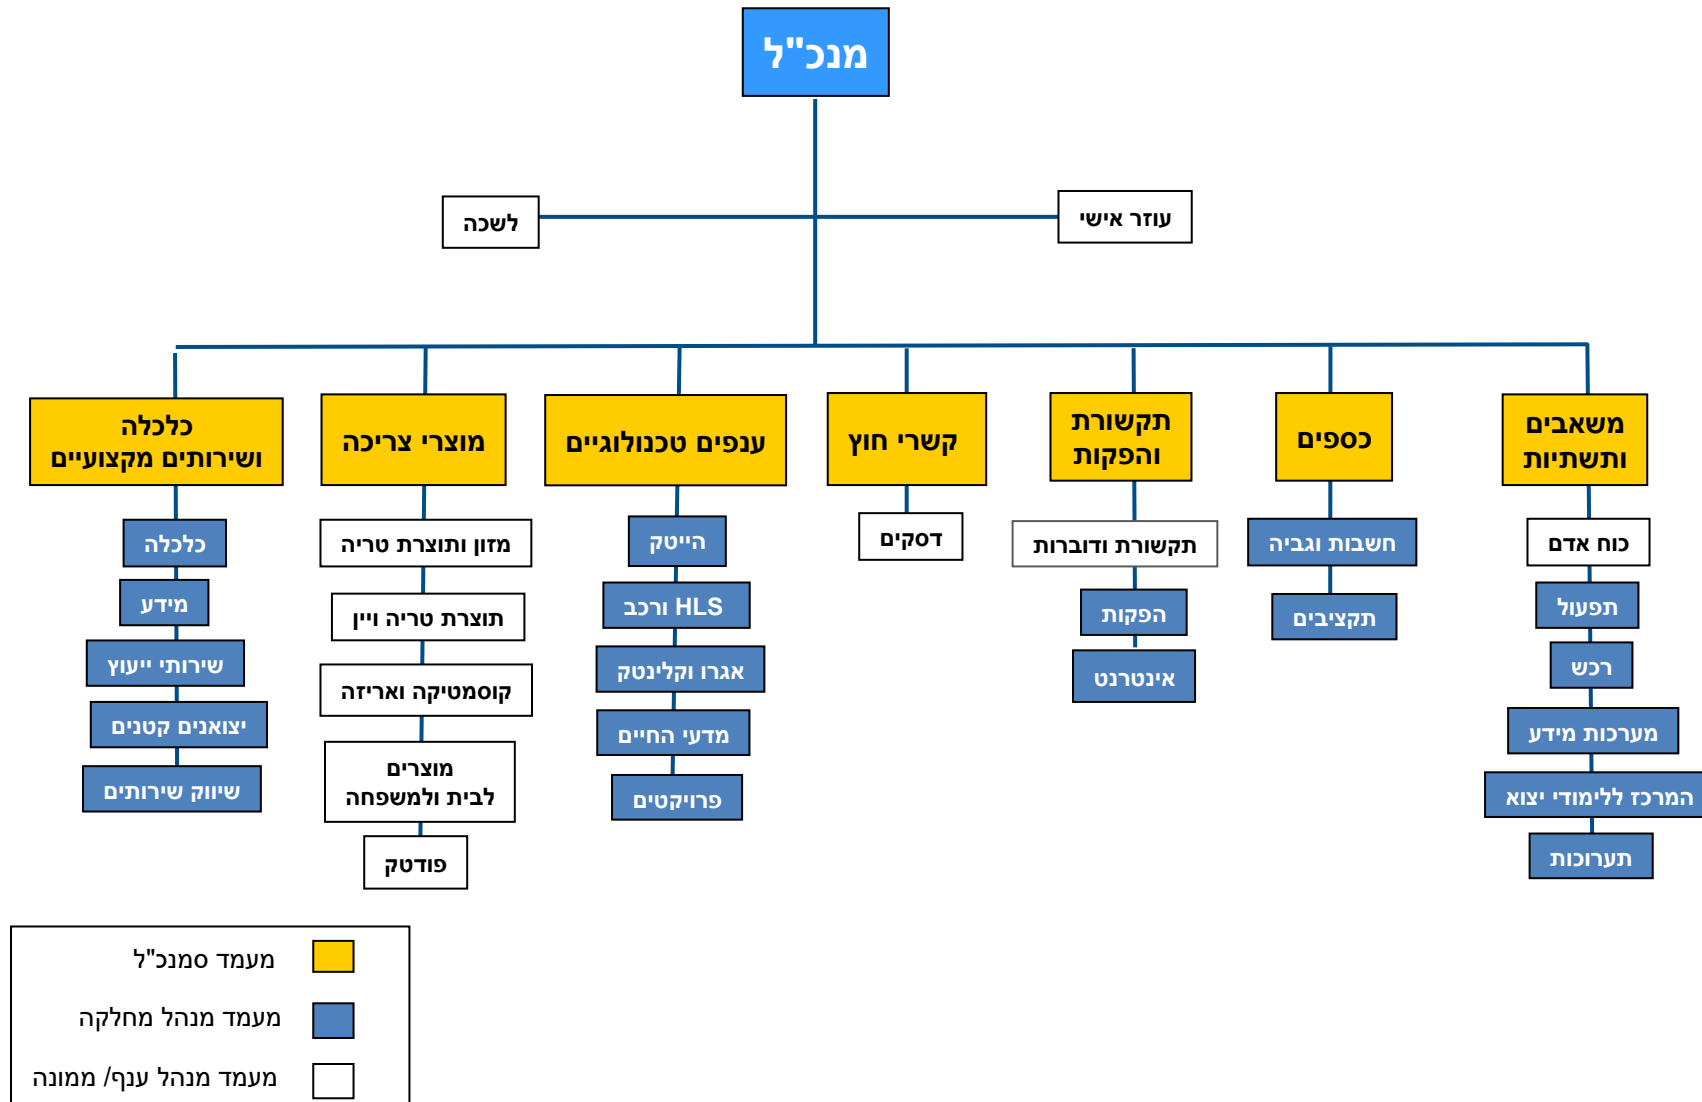 מנכ"ל
עוזר אישי
לשכה
משאבים
ותשתיות
כוח אדם
תפעול
רכש
מערכות מידע
המרכז ללימודי יצוא
תערוכות
כספים
חשבות וגביה
תקציבים
תקשורת
והפקות
תקשורת ודוברות
הפקות
אינטרנט
קשרי חוץ
דסקים
ענפים טכנולוגיים
הייטק
HLS ורכב
אגרו וקלינטק
מדעי החיים
פרויקטים
מוצרי צריכה
מזון ותוצרת טריה
תוצרת טריה ויין
קוסמטיקה ואריזה
מוצרים
לבית ולמשפחה
פודטק
כלכלה
ושירותים מקצועיים
כלכלה
מידע
שירותי ייעוץ
יצואנים קטנים
שיווק שירותים
מעמד סמנכ"ל
מעמד מנהל מחלקה
מעמד מנהל ענף/ ממונה